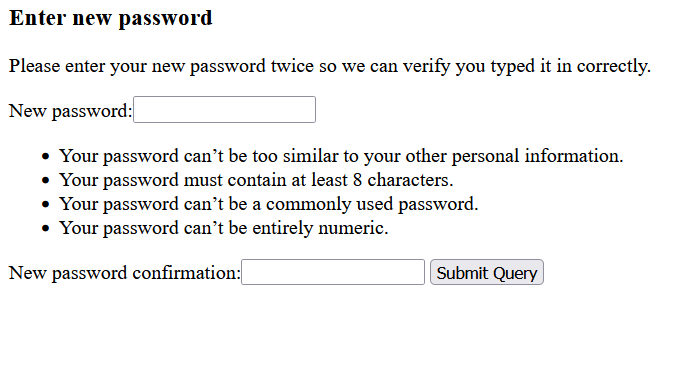 Enter new password
Please enter your new password twice so we can verify you typed it in correctly.
New password:
• Your password can’t be too similar to your other personal information.
• Your password must contain at least 8 characters.
• Your password can’t be a commonly used password.
• Your password can’t be entirely numeric.
New password confirmation: Submit Query